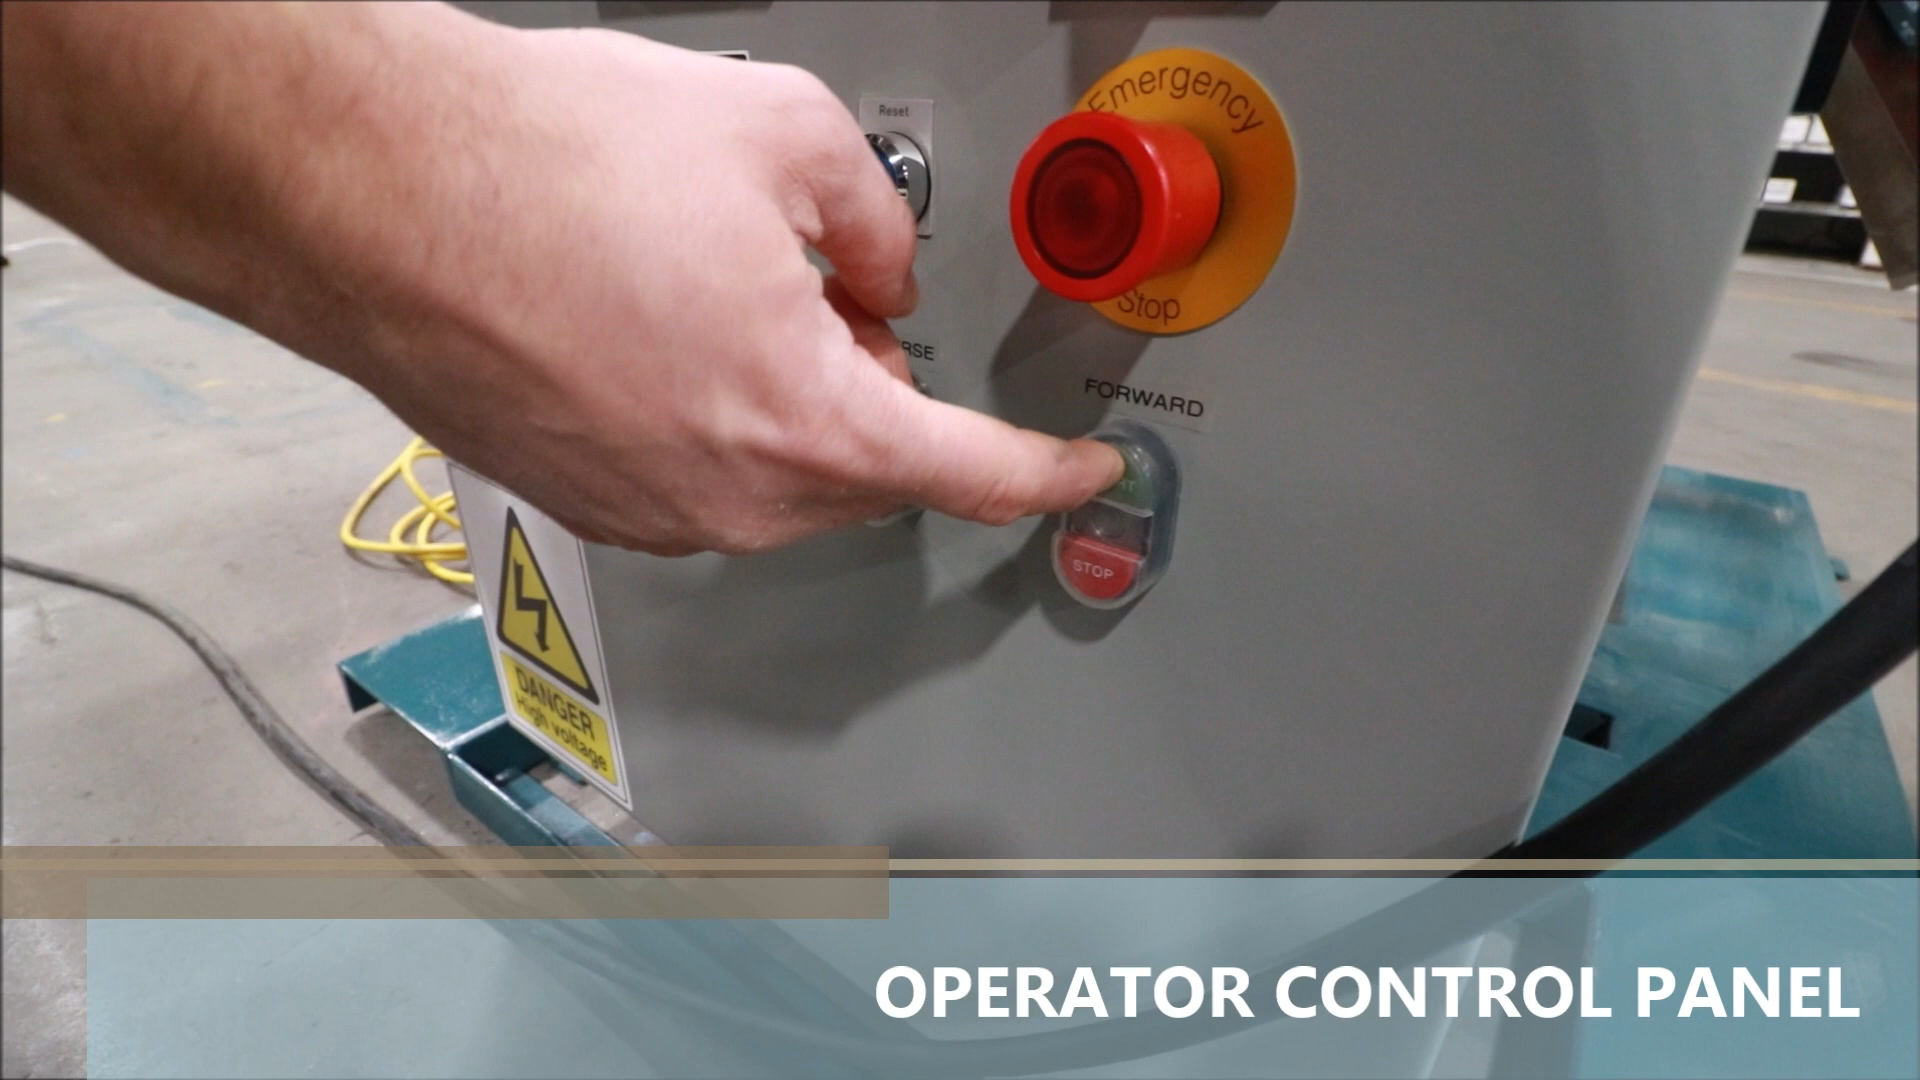 Reset
Emergency
Stop
FORWARD
STOP
DANGER
High voltage
OPERATOR CONTROL PANEL